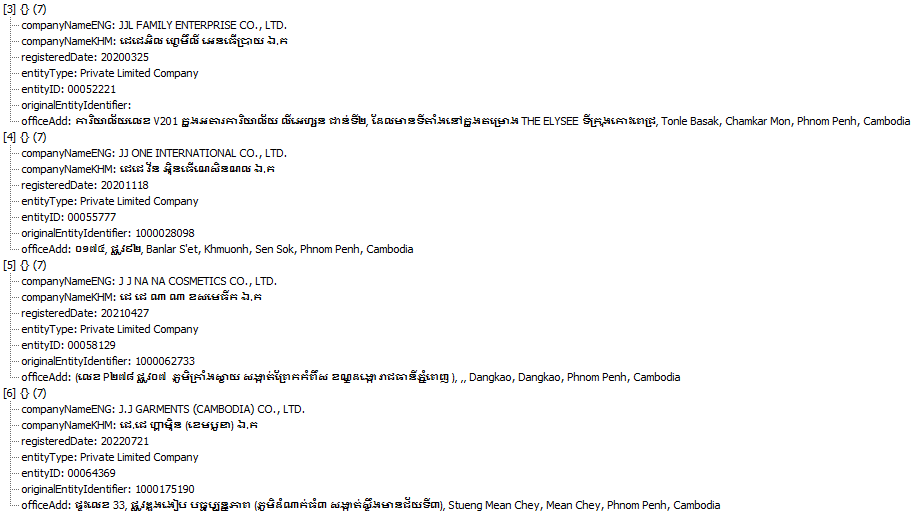 [3] {} (7)
companyNameENG: JJL FAMILY ENTERPRISE CO., LTD.
companyNameKHM: ជេជេអិល ហ្វេមីលី អេនធើប្រាយ ឯ.ក
registeredDate: 20200325
entityType: Private Limited Company
entityID: 00052221
originalEntityIdentifier:
officeAdd: ការិយាល័យលេខ V201 ក្នុងអគារការិយាល័យ លីអេហ្សន ជាន់ទី២, ដែលមានទីតាំងនៅក្នុងគម្រោង THE ELYSEE ទីក្រុងកោះពេជ្រ, Tonle Basak, Chamkar Mon, Phnom Penh, Cambodia
[4] {} (7)
companyNameENG: JJ ONE INTERNATIONAL CO., LTD.
companyNameKHM: ជេជេ វ័ន អ៊ិនធើណេសិនណល ឯ.ក
registeredDate: 20201118
entityType: Private Limited Company
entityID: 00055777
originalEntityIdentifier: 1000028098
officeAdd: ០១៧៤, ផ្លូវ៩២, Banlar S'et, Khmuonh, Sen Sok, Phnom Penh, Cambodia
[5] {} (7)
companyNameENG: J J NA NA COSMETICS CO., LTD.
companyNameKHM: ជេ ជេ ណា ណា ខសមេធីក ឯ.ក
registeredDate: 20210427
entityType: Private Limited Company
entityID: 00058129
originalEntityIdentifier: 1000062733
officeAdd: (លេខ P២៧៨ ផ្លូវ០៧ ភូមិត្រាំងស្វាយ សង្កាត់ព្រែកកំពឹស ខណ្ឌដង្កោ រាជធានីភ្នំពេញ ), ,, Dangkao, Dangkao, Phnom Penh, Cambodia
[6] {} (7)
companyNameENG: J.J GARMENTS (CAMBODIA) CO., LTD.
companyNameKHM: ជេ.ជេ ហ្គាម៉ិន (ខេមបូឌា) ឯ.ក
registeredDate: 20220721
entityType: Private Limited Company
entityID: 00064369
originalEntityIdentifier: 1000175190
officeAdd: ផ្ទះលេខ 33, ផ្លូវខ្លុងងៀប បច្ចុប្បន្នភាព (ភូមិដំណាក់ធំ៣ សង្កាត់ស្ទឹងមានជ័យទី៣), Stueng Mean Chey, Mean Chey, Phnom Penh, Cambodia